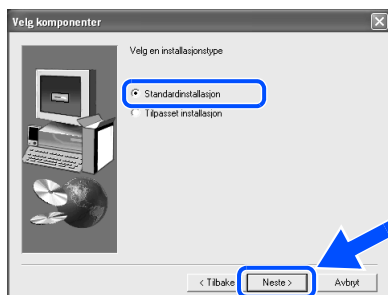 Velg komponenter
Velg en installasjonstype
Standardinstallasjon
Tilpasset installasjon
< Tilbake
Neste >
Avbryt